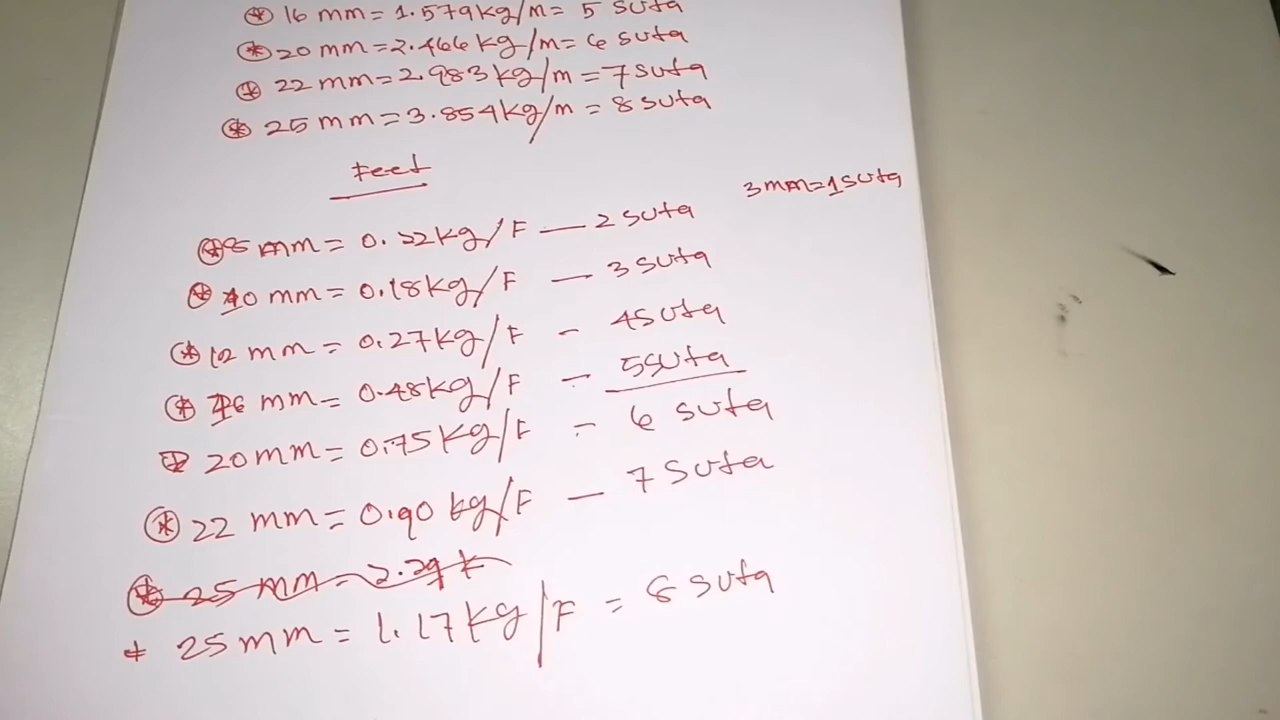 16 mm = 1.579 kg/m = 5 suta
20 mm = 2.466 kg/m = 6 suta
22 mm = 2.983 kg/m = 7 suta
25 mm = 3.854 kg/m = 8 suta
Feet
3 mm = 1 suta
8 mm = 0.22 kg/F — 2 suta
10 mm = 0.18 kg/F — 3 suta
12 mm = 0.27 kg/F - 4 suta
16 mm = 0.48 kg/F - 5 suta
20 mm = 0.75 kg/F - 6 suta
22 mm = 0.90 kg/F — 7 suta
25 mm = 2.29 k
25 mm = 1.17 kg/F = 8 suta